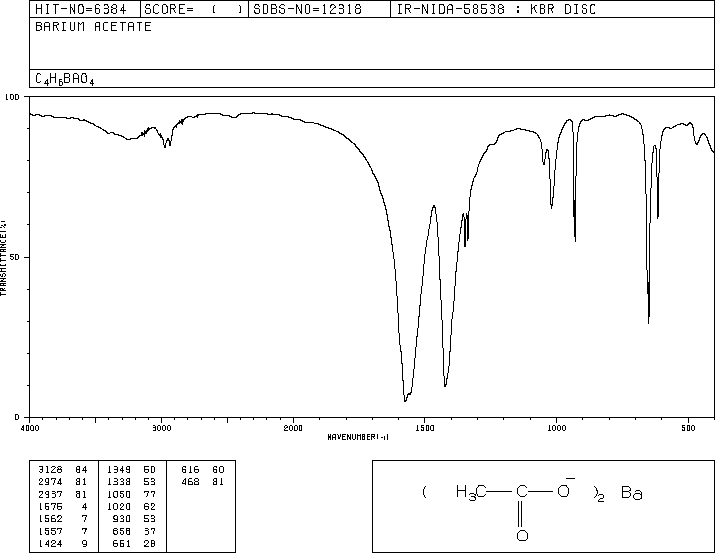 HIT-NO=6384 SCORE= ( ) SDBS-NO=12318 IR-NIDA-58538 : KBR DISC
BARIUM ACETATE
C4H6BAO4
100
50
0
TRANSMITTANCE(%)
4000 3000 2000 1500 1000 500
WAVENUMBER(-1)
3128 84 1349 50 616 60
2974 81 1338 53 468 81
2937 81 1050 77
1576 4 1020 62
1562 7 930 53
1557 7 658 37
1424 9 651 28
( H3C—C—O− )2 Ba
O